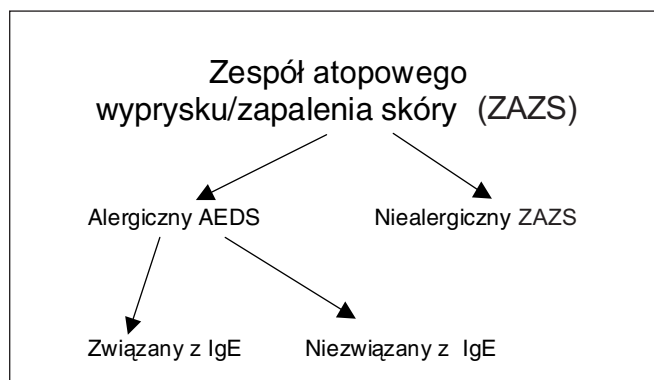 Zespół atopowego
wyprysku/zapalenia skóry (ZAZS)
Alergiczny AEDS
Niealergiczny ZAZS
Związany z IgE
Niezwiązany z IgE